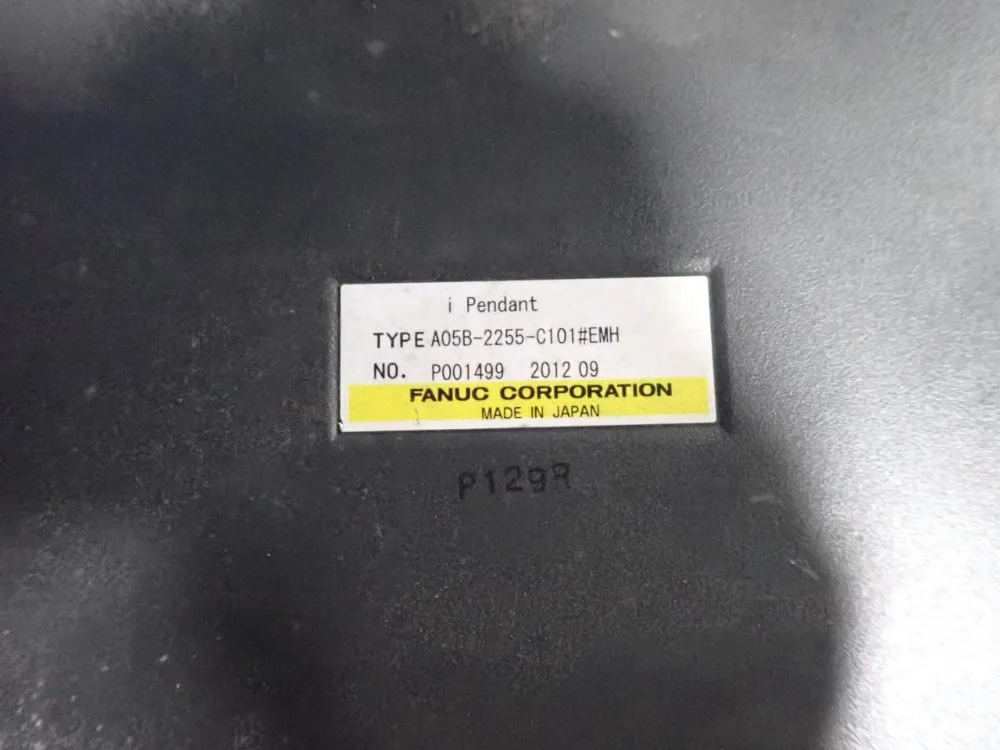 i Pendant
TYPE A05B-2255-C101#EMH
NO. P001499 2012 09
FANUC CORPORATION
MADE IN JAPAN
P129R